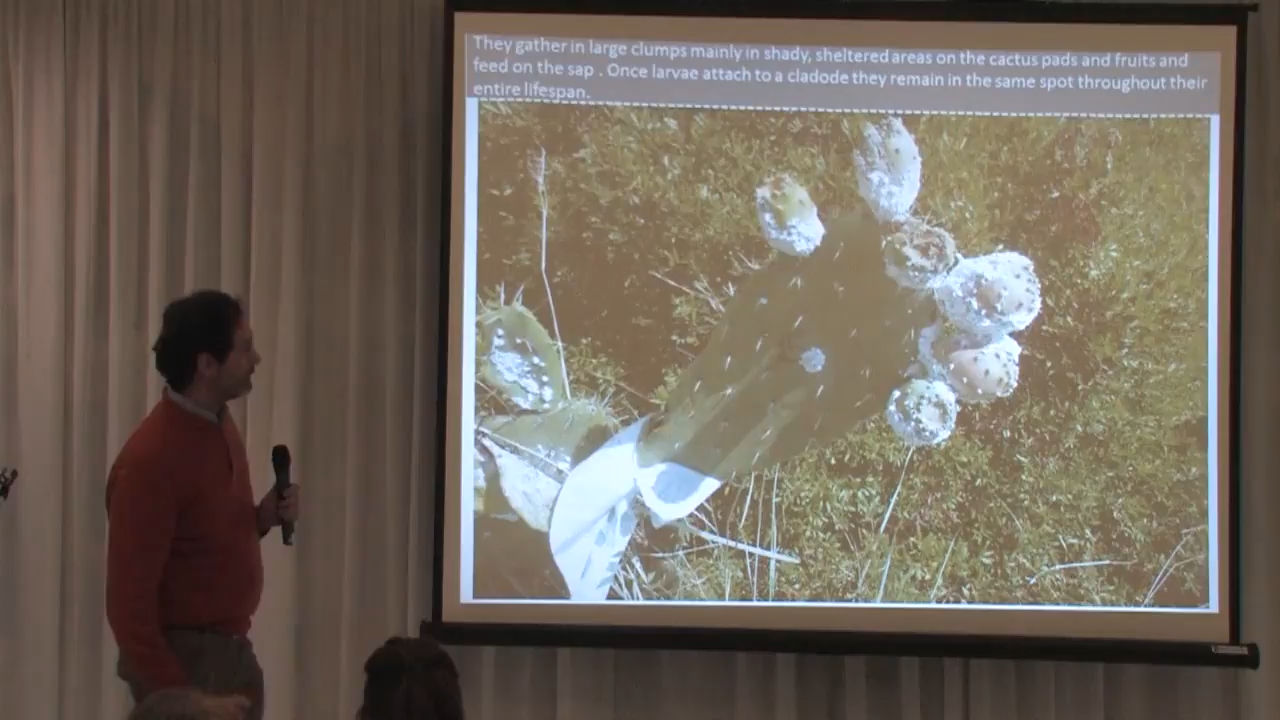 They gather in large clumps mainly in shady, sheltered areas on the cactus pads and fruits and
feed on the sap . Once larvae attach to a cladode they remain in the same spot throughout their
entire lifespan.